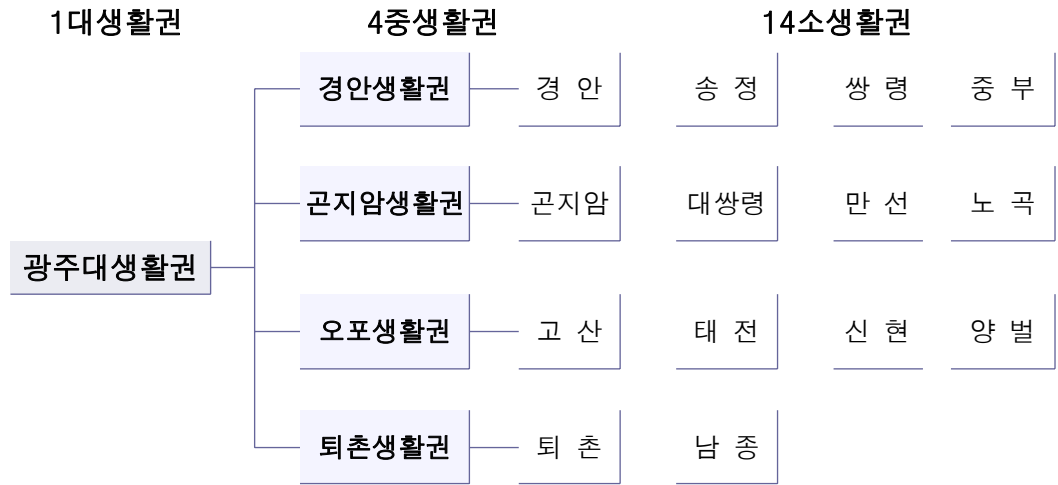 1대생활권 4중생활권 14소생활권
경안생활권 경 안 송 정 쌍 령 중 부
곤지암생활권 곤지암 대쌍령 만 선 노 곡
광주대생활권
오포생활권 고 산 태 전 신 현 양 벌
퇴촌생활권 퇴 촌 남 종